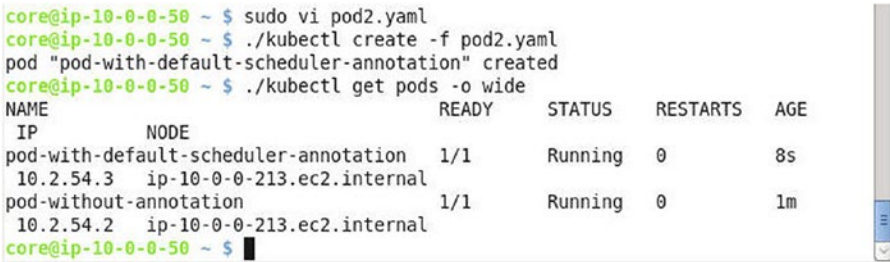 core@ip-10-0-0-50 ~ $ sudo vi pod2.yaml
core@ip-10-0-0-50 ~ $ ./kubectl create -f pod2.yaml
pod "pod-with-default-scheduler-annotation" created
core@ip-10-0-0-50 ~ $ ./kubectl get pods -o wide
NAME READY STATUS RESTARTS AGE
IP NODE
pod-with-default-scheduler-annotation 1/1 Running 0 8s
10.2.54.3 ip-10-0-0-213.ec2.internal
pod-without-annotation 1/1 Running 0 1m
10.2.54.2 ip-10-0-0-213.ec2.internal
core@ip-10-0-0-50 ~ $